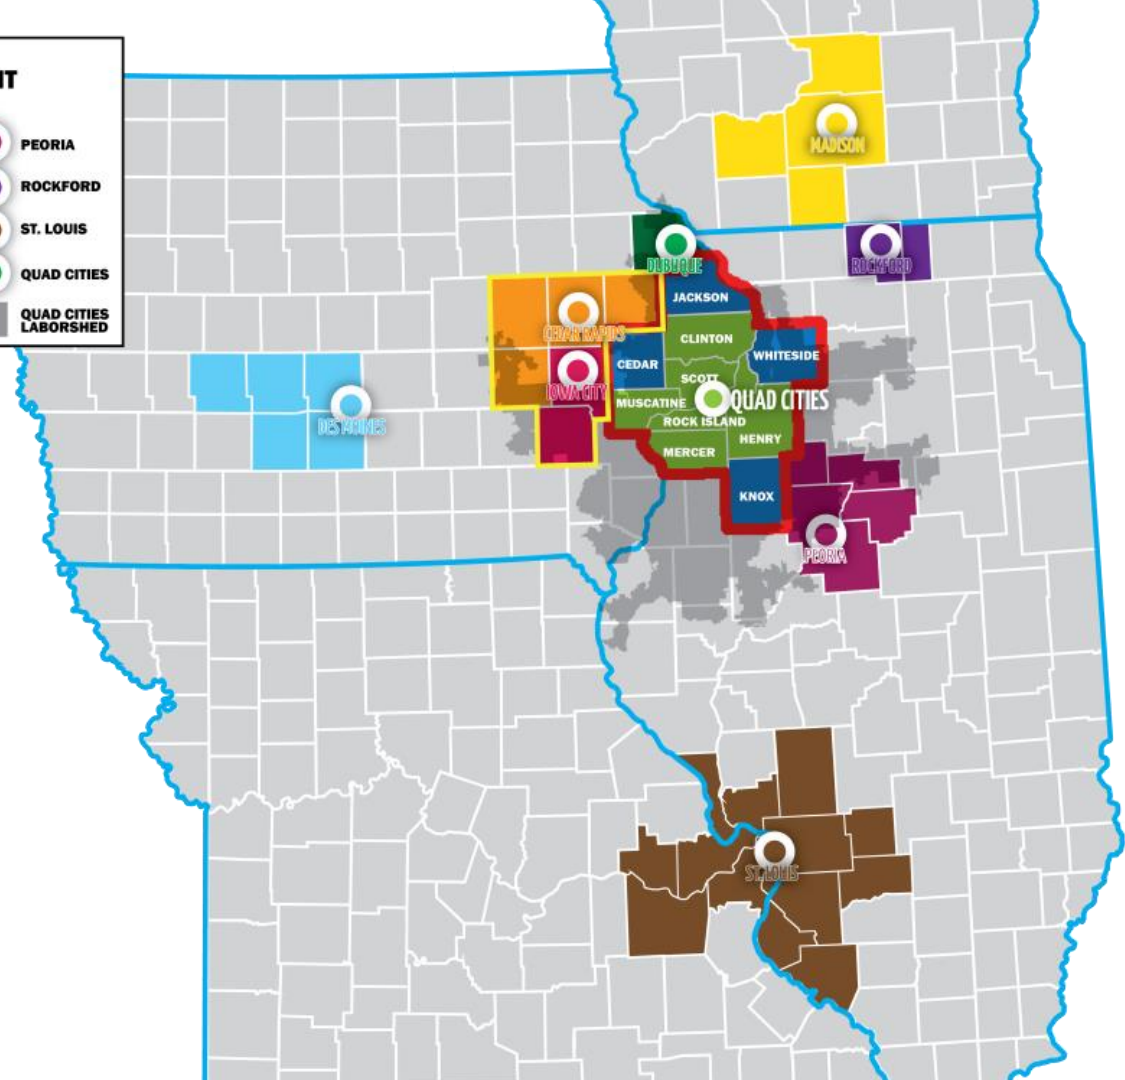 NT
PEORIA
ROCKFORD
ST. LOUIS
QUAD CITIES
QUAD CITIES
LABORSHED
MADISON
DUBUQUE
ROCKFORD
JACKSON
CEDAR RAPIDS
CLINTON
WHITESIDE
CEDAR
SCOTT
IOWA CITY
MUSCATINE
QUAD CITIES
ROCK ISLAND
DES MOINES
HENRY
MERCER
KNOX
PEORIA
ST. LOUIS